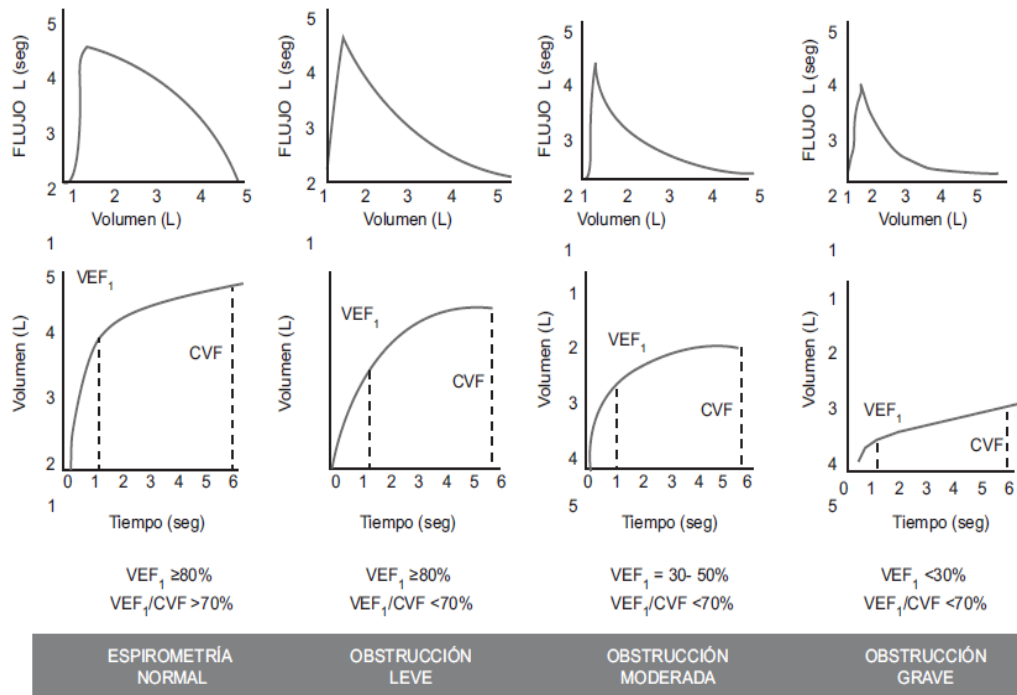 5
4
3
2
FLUJO L (seg)
1 2 3 4 5
Volumen (L)
1
5
4
3
2
FLUJO L (seg)
1 2 3 4 5
Volumen (L)
1
5
4
3
2
FLUJO L (seg)
1 2 3 4 5
Volumen (L)
1
5
4
3
2
FLUJO L (seg)
1 2 3 4 5
Volumen (L)
1
5
4
3
2
1
Volumen (L)
VEF1
CVF
0 1 2 3 4 5 6
Tiempo (seg)
Volumen (L)
VEF1
0 1 2 3 4 5 6
Tiempo (seg)
1
2
3
4
5
Volumen (L)
VEF1
CVF
0 1 2 3 4 5 6
Tiempo (seg)
1
2
3
4
Volumen (L)
VEF1
CVF
0 1 2 3 4 5 6
Tiempo (seg)
VEF1 ≥80%
VEF1/CVF >70%
VEF1 ≥80%
VEF1/CVF <70%
VEF1 = 30- 50%
VEF1/CVF <70%
VEF1 <30%
VEF1/CVF <70%
ESPIROMETRÍA
NORMAL
OBSTRUCCIÓN
LEVE
OBSTRUCCIÓN
MODERADA
OBSTRUCCIÓN
GRAVE